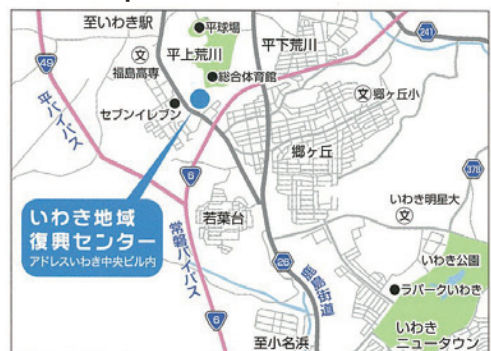 至いわき駅
平球場
平上荒川
平下荒川
241
49
文
福島高専
総合体育館
文
郷ヶ丘小
セブンイレブン
平バイパス
郷ヶ丘
6
378
いわき地域
復興センター
アドレスいわき中央ビル内
若葉台
いわき明星大
文
常磐バイパス
26
鹿島街道
いわき公園
ラパークいわき
6
至小名浜
いわき
ニュータウン